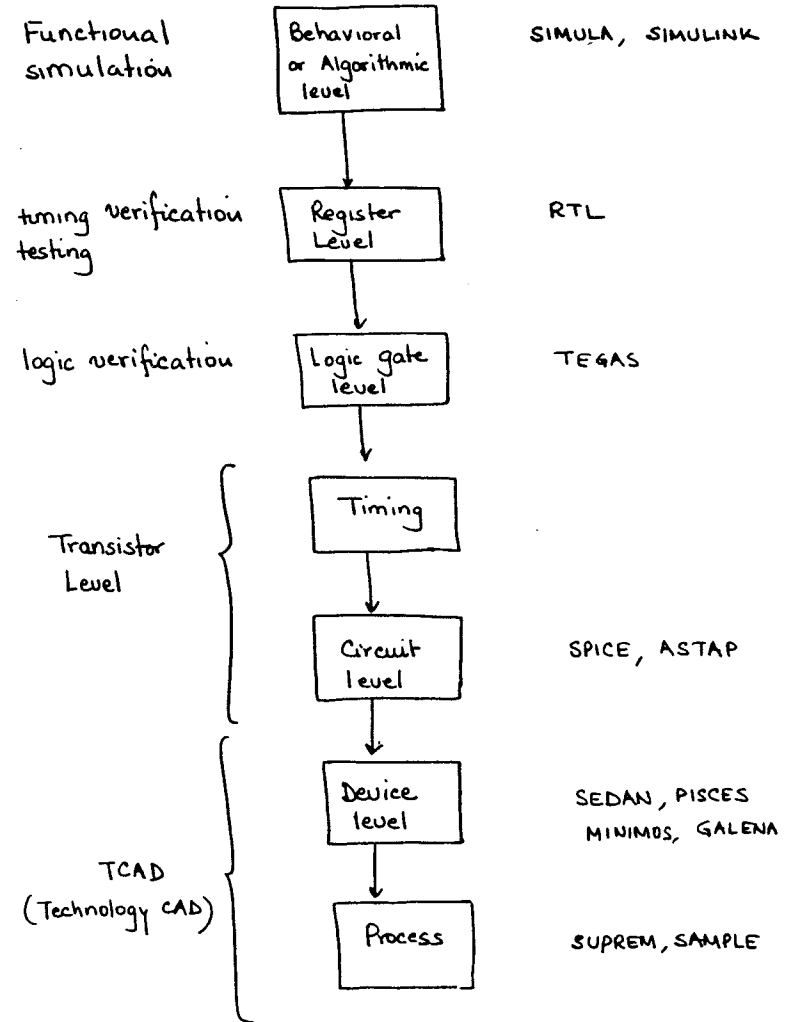 Functional
simulation
Behavioral
or Algorithmic
level
SIMULA, SIMULINK
timing verification
testing
Register
Level
RTL
logic verification
Logic gate
level
TEGAS
Transistor
Level
Timing
Circuit
level
SPICE, ASTAP
TCAD
(Technology CAD)
Device
level
SEDAN, PISCES
MINIMOS, GALENA
Process
SUPREM, SAMPLE